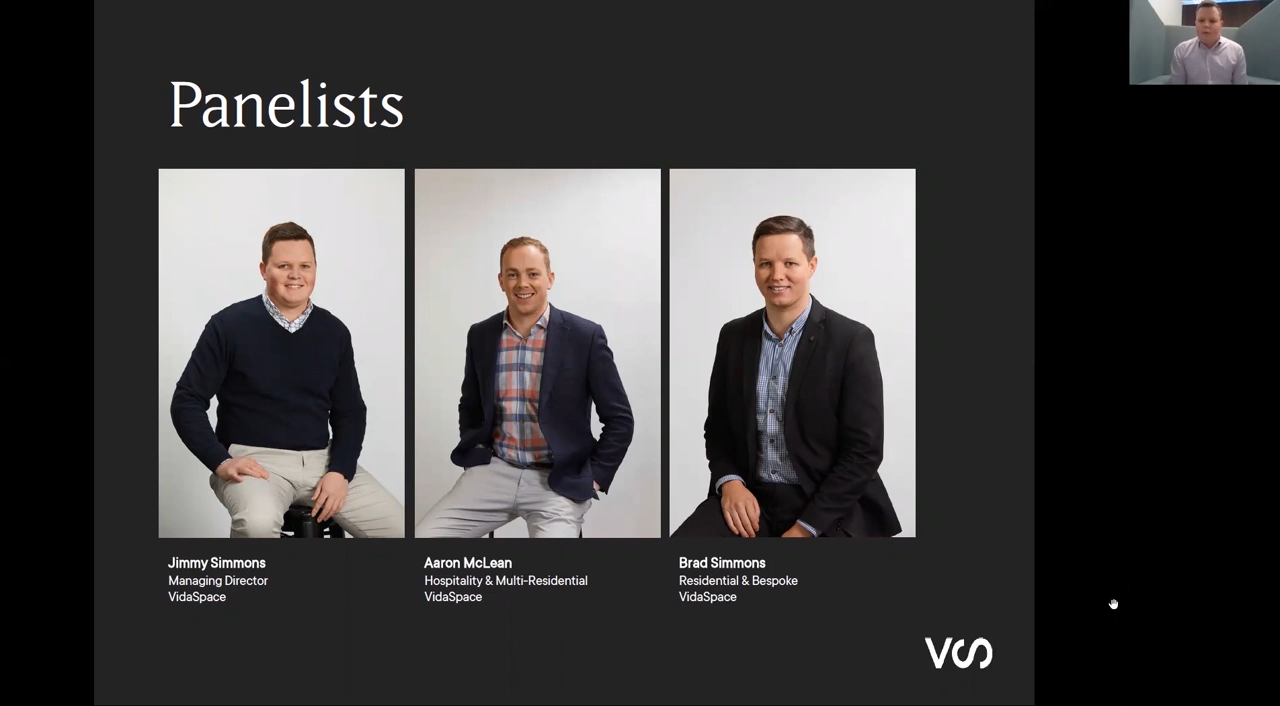 Panelists
Jimmy Simmons
Managing Director
VidaSpace
Aaron McLean
Hospitality & Multi-Residential
VidaSpace
Brad Simmons
Residential & Bespoke
VidaSpace
VS